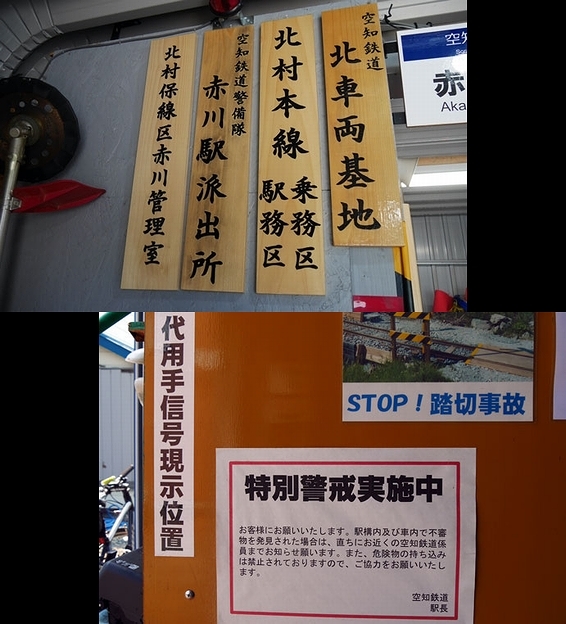 空知鉄道
北車両基地
北村本線
乗務区
駅務区
空知鉄道警備隊
赤川駅派出所
北村保線区赤川管理室
空知
赤
Aka
代用手信号現示位置
STOP！踏切事故
特別警戒実施中
お客様にお願いいたします。駅構内及び車内で不審
物を発見された場合は、直ちにお近くの空知鉄道係
員までお知らせ願います。また、危険物の持ち込み
は禁止されておりますので、ご協力をお願いいたし
ます。
空知鉄道
駅長